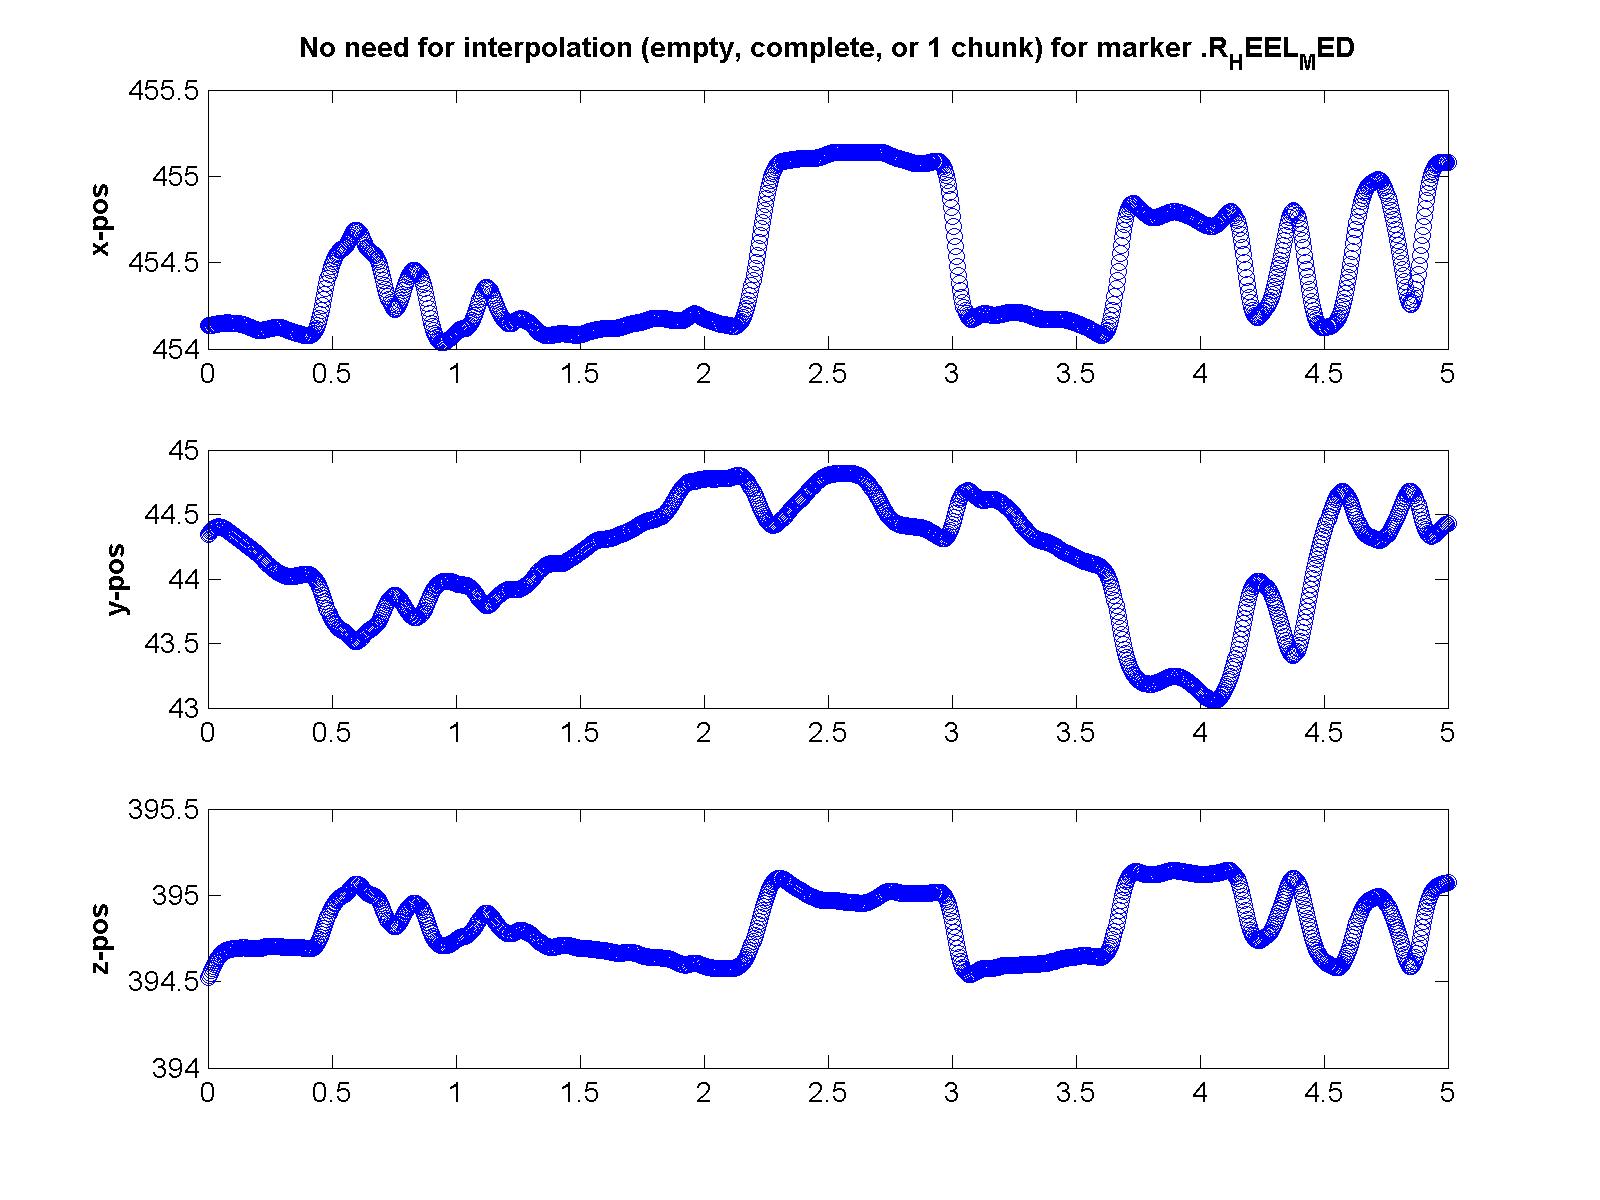 No need for interpolation (empty, complete, or 1 chunk) for marker .R_HEEL_MED
455.5
455
454.5
454
x-pos
0 0.5 1 1.5 2 2.5 3 3.5 4 4.5 5
45
44.5
44
43.5
43
y-pos
0 0.5 1 1.5 2 2.5 3 3.5 4 4.5 5
395.5
395
394.5
394
z-pos
0 0.5 1 1.5 2 2.5 3 3.5 4 4.5 5